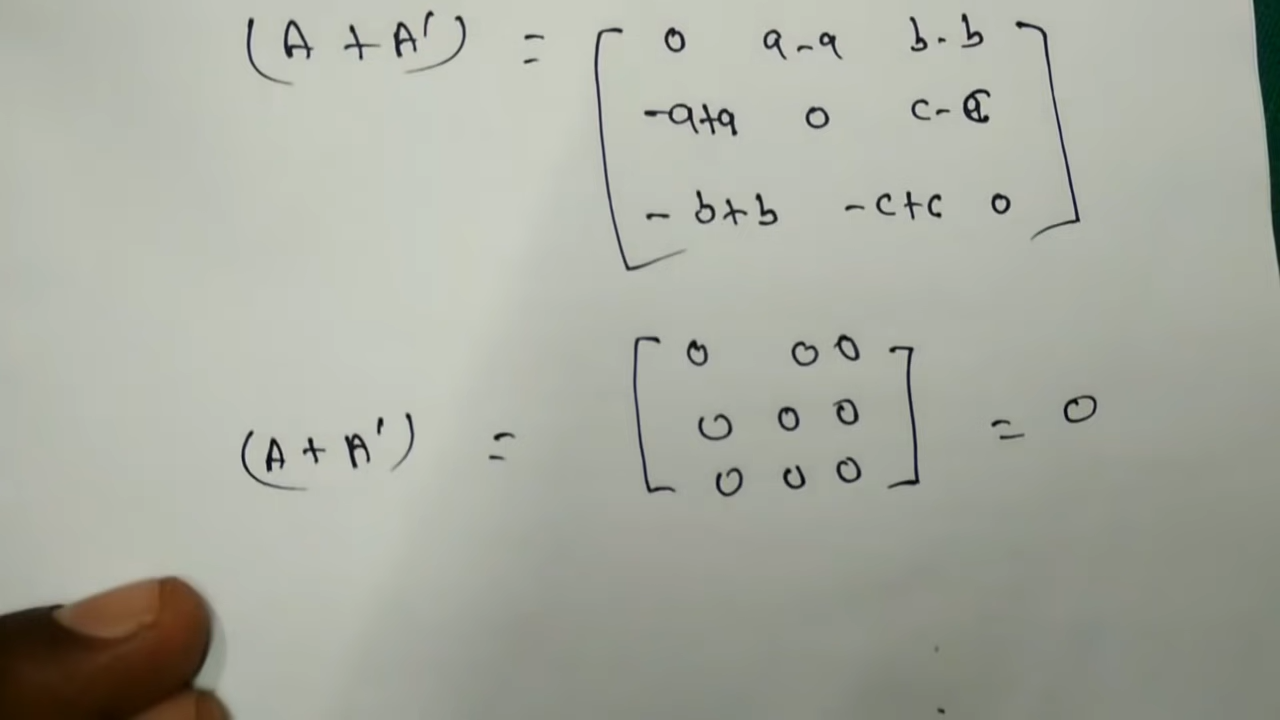 (A + A') = [ 0 a-a b-b
-a+a 0 c-c
-b+b -c+c 0 ]
[ 0 0 0
(A + A') = 0 0 0 = 0
0 0 0 ]